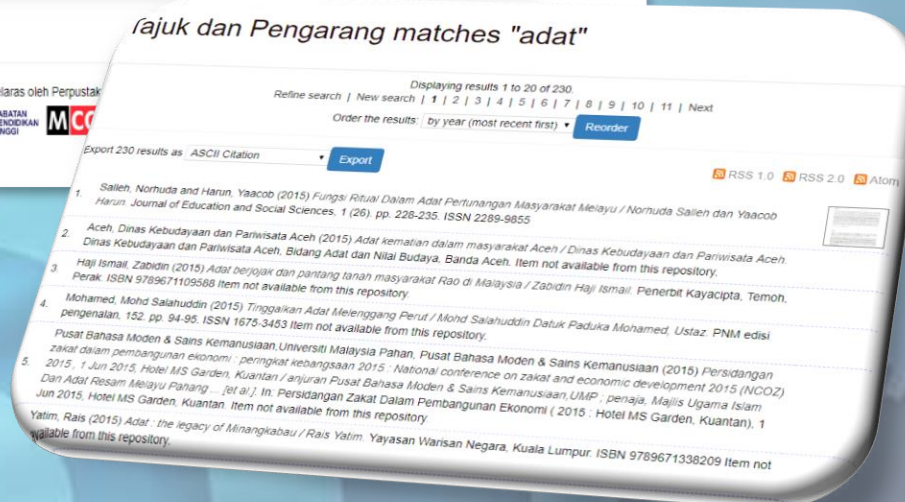 Tajuk dan Pengarang matches "adat"
Displaying results 1 to 20 of 230.
Refine search | New search | 1 | 2 | 3 | 4 | 5 | 6 | 7 | 8 | 9 | 10 | 11 | Next
Order the results: by year (most recent first) Reorder
Export 230 results as ASCII Citation Export
RSS 1.0 RSS 2.0 Atom
1. Salleh, Norhuda and Harun, Yaacob (2015) Fungsi Ritual Dalam Adat Pertunangan Masyarakat Melayu / Norhuda Salleh dan Yaacob
Harun. Journal of Education and Social Sciences, 1 (26). pp. 228-235. ISSN 2289-9855
2. Aceh, Dinas Kebudayaan dan Pariwisata Aceh (2015) Adat kematian dalam masyarakat Aceh / Dinas Kebudayaan dan Pariwisata Aceh.
Dinas Kebudayaan dan Pariwisata Aceh, Bidang Adat dan Nilai Budaya, Banda Aceh. Item not available from this repository.
3. Haji Ismail, Zabidin (2015) Adat berjojak dan pantang tanah masyarakat Rao di Malaysia / Zabidin Haji Ismail. Penerbit Kayacipta, Temoh,
Perak. ISBN 9789671109588 Item not available from this repository.
4. Mohamed, Mohd Salahuddin (2015) Tinggalkan Adat Melenggang Perut / Mohd Salahuddin Datuk Paduka Mohamed, Ustaz. PNM edisi
pengenalan, 152. pp. 94-95. ISSN 1675-3453 Item not available from this repository.
5. Pusat Bahasa Moden & Sains Kemanusiaan,Universiti Malaysia Pahan, Pusat Bahasa Moden & Sains Kemanusiaan (2015) Persidangan
zakat dalam pembangunan ekonomi : peringkat kebangsaan 2015 : National conference on zakat and economic development 2015 (NCOZ)
2015 , 1 Jun 2015, Hotel MS Garden, Kuantan / anjuran Pusat Bahasa Moden & Sains Kemanusiaan,UMP ; penaja, Majlis Ugama Islam
Dan Adat Resam Melayu Pahang ... [et al.]. In: Persidangan Zakat Dalam Pembangunan Ekonomi ( 2015 : Hotel MS Garden, Kuantan), 1
Jun 2015, Hotel MS Garden, Kuantan. Item not available from this repository.
Yatim, Rais (2015) Adat : the legacy of Minangkabau / Rais Yatim. Yayasan Warisan Negara, Kuala Lumpur. ISBN 9789671338209 Item not
available from this repository.
elaras oleh Perpustak
ABATAN
ENDIDIKAN
NGGI
MCO